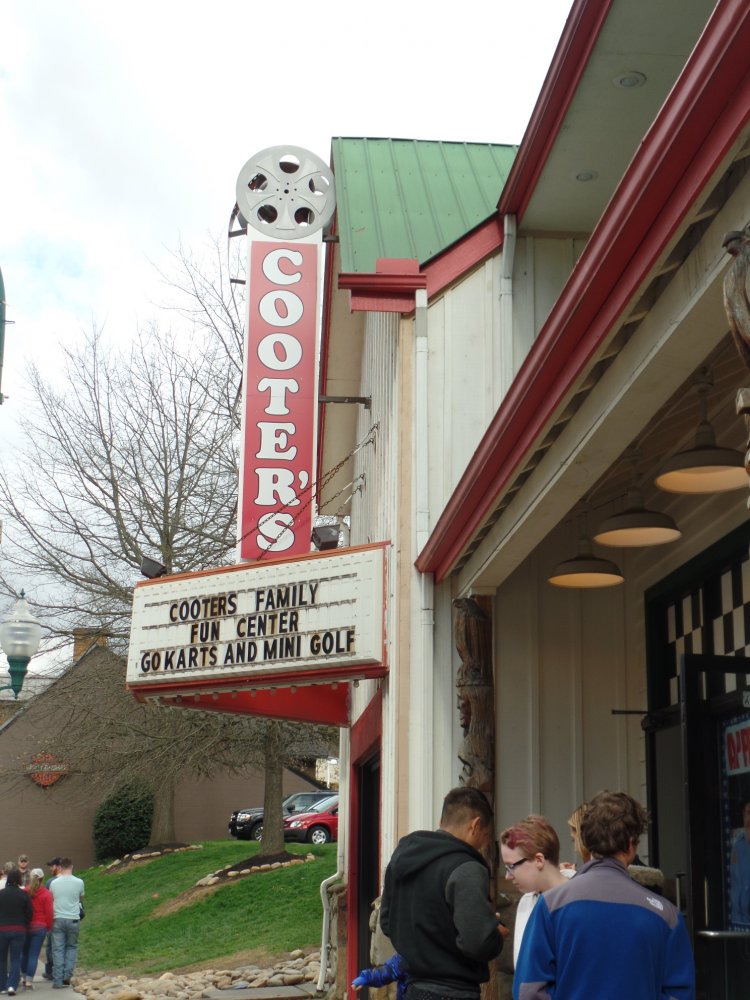 COOTER'S
COOTERS FAMILY
FUN CENTER
GO KARTS AND MINI GOLF